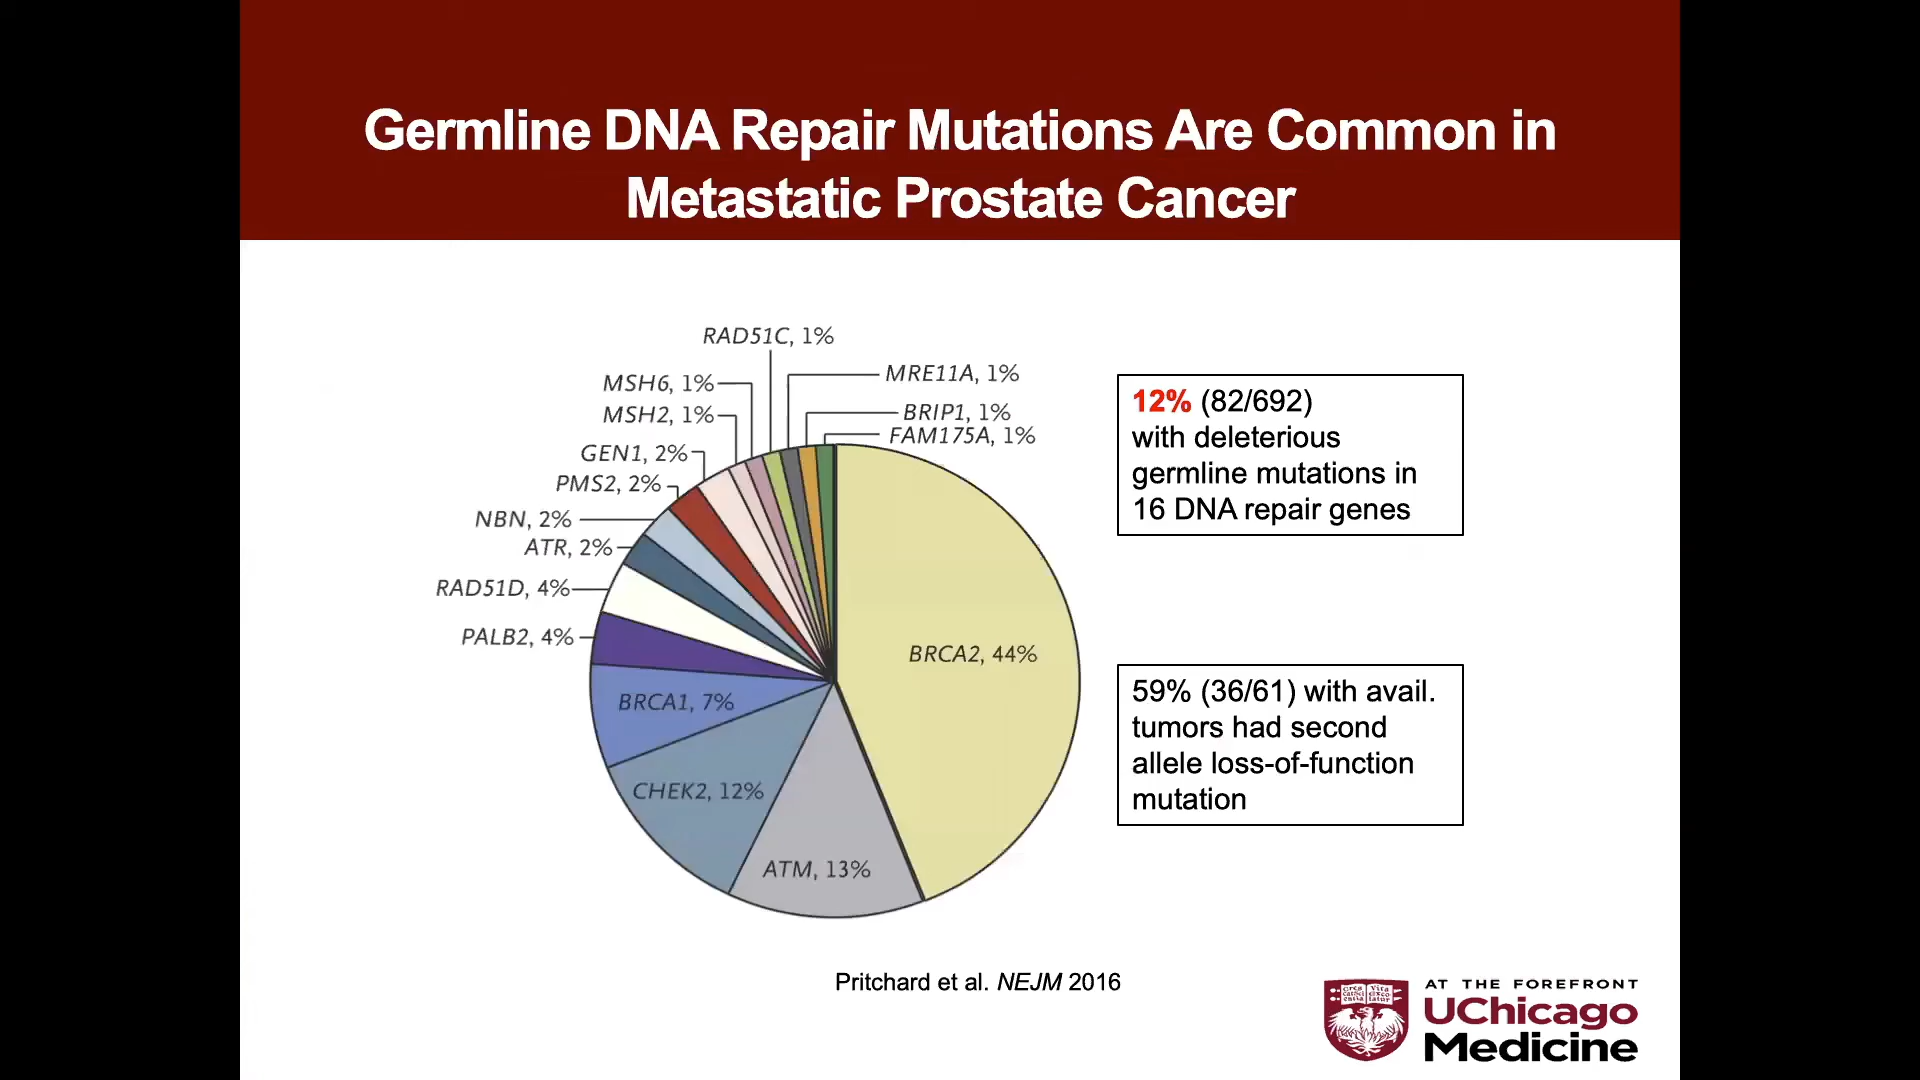 Germline DNA Repair Mutations Are Common in
Metastatic Prostate Cancer
RAD51C, 1%
MSH6, 1%
MRE11A, 1%
MSH2, 1%
BRIP1, 1%
FAM175A, 1%
GEN1, 2%
PMS2, 2%
NBN, 2%
ATR, 2%
RAD51D, 4%
PALB2, 4%
BRCA2, 44%
BRCA1, 7%
CHEK2, 12%
ATM, 13%
12% (82/692)
with deleterious
germline mutations in
16 DNA repair genes
59% (36/61) with avail.
tumors had second
allele loss-of-function
mutation
Pritchard et al. NEJM 2016
AT THE FOREFRONT
UChicago
Medicine